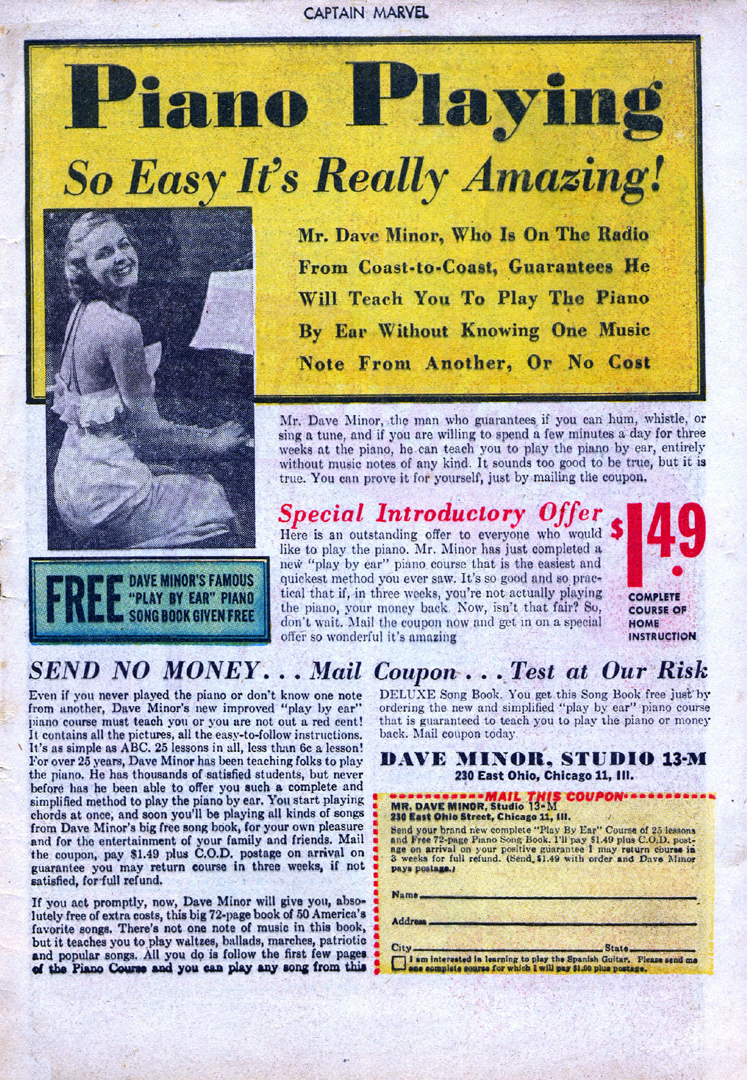 CAPTAIN MARVEL
Piano Playing
So Easy It's Really Amazing!
Mr. Dave Minor, Who Is On The Radio
From Coast-to-Coast, Guarantees He
Will Teach You To Play The Piano
By Ear Without Knowing One Music
Note From Another, Or No Cost
Mr. Dave Minor, the man who guarantees if you can hum, whistle, or
sing a tune, and if you are willing to spend a few minutes a day for three
weeks at the piano, he can teach you to play the piano by ear, entirely
without music notes of any kind. It sounds too good to be true, but it is
true. You can prove it for yourself, just by mailing the coupon.
Special Introductory Offer
Here is an outstanding offer to everyone who would
like to play the piano. Mr. Minor has just completed a
new "play by ear" piano course that is the easiest and
quickest method you ever saw. It's so good and so prac-
tical that if, in three weeks, you're not actually playing
the piano, your money back. Now, isn't that fair? So,
don't wait. Mail the coupon now and get in on a special
offer so wonderful it's amazing
$1.49
COMPLETE
COURSE OF
HOME
INSTRUCTION
FREE
DAVE MINOR'S FAMOUS
"PLAY BY EAR" PIANO
SONG BOOK GIVEN FREE
SEND NO MONEY... Mail Coupon... Test at Our Risk
Even if you never played the piano or don't know one note
from another, Dave Minor's new improved "play by ear"
piano course must teach you or you are not out a red cent!
It contains all the pictures, all the easy-to-follow instructions.
It's as simple as ABC. 25 lessons in all, less than 6c a lesson!
For over 25 years, Dave Minor has been teaching folks to play
the piano. He has thousands of satisfied students, but never
before has he been able to offer you such a complete and
simplified method to play the piano by ear. You start playing
chords at once, and soon you'll be playing all kinds of songs
from Dave Minor's big free song book, for your own pleasure
and for the entertainment of your family and friends. Mail
the coupon, pay $1.49 plus C.O.D. postage on arrival on
guarantee you may return course in three weeks, if not
satisfied, for full refund.
If you act promptly, now, Dave Minor will give you, abso-
lutely free of extra costs, this big 72-page book of 50 America's
favorite songs. There's not one note of music in this book,
but it teaches you to play waltzes, ballads, marches, patriotic
and popular songs. All you do is follow the first few pages
of the Piano Course and you can play any song from this
DELUXE Song Book. You get this Song Book free just by
ordering the new and simplified "play by ear" piano course
that is guaranteed to teach you to play the piano or money
back. Mail coupon today.
DAVE MINOR, STUDIO 13-M
230 East Ohio, Chicago 11, Ill.
MAIL THIS COUPON
MR. DAVE MINOR, Studio 13-M
230 East Ohio Street, Chicago 11, Ill.
Send your brand new complete "Play By Ear" Course of 25 lessons
and Free 72-page Piano Song Book. I'll pay $1.49 plus C.O.D. post-
age on arrival on your positive guarantee I may return course in
3 weeks for full refund. (Send $1.49 with order and Dave Minor
pays postage.)
Name
Address
City State
I am interested in learning to play the Spanish Guitar. Please send me
one complete course for which I will pay $1.00 plus postage.